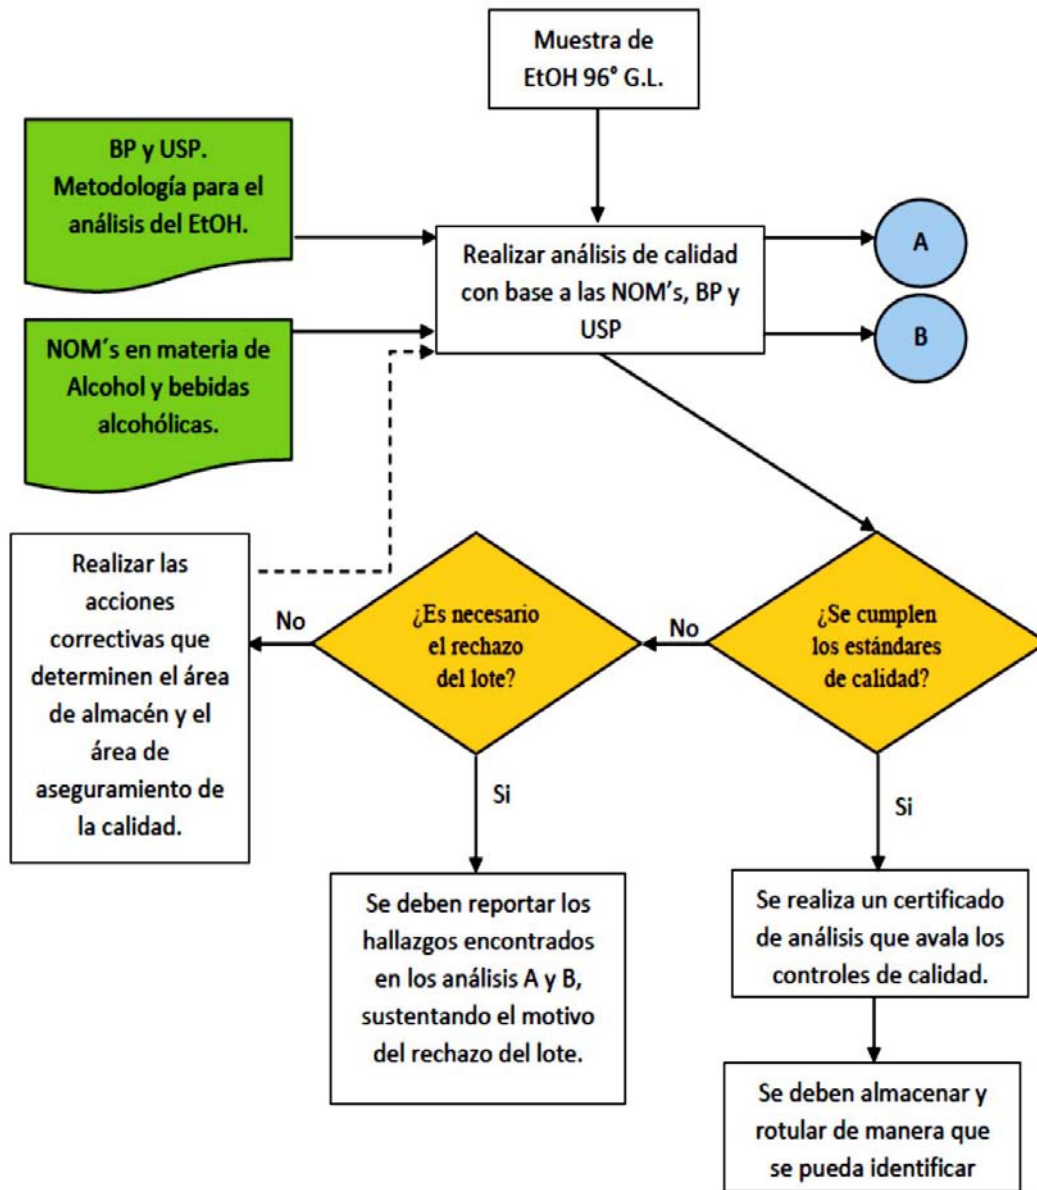 Muestra de
EtOH 96° G.L.
BP y USP.
Metodología para el
análisis del EtOH.
Realizar análisis de calidad
con base a las NOM’s, BP y
USP
A
B
NOM´s en materia de
Alcohol y bebidas
alcohólicas.
Realizar las
acciones
correctivas que
determinen el área
de almacén y el
área de
aseguramiento de
la calidad.
No
¿Es necesario
el rechazo
del lote?
No
¿Se cumplen
los estándares
de calidad?
Si
Si
Se deben reportar los
hallazgos encontrados
en los análisis A y B,
sustentando el motivo
del rechazo del lote.
Se realiza un certificado
de análisis que avala los
controles de calidad.
Se deben almacenar y
rotular de manera que
se pueda identificar